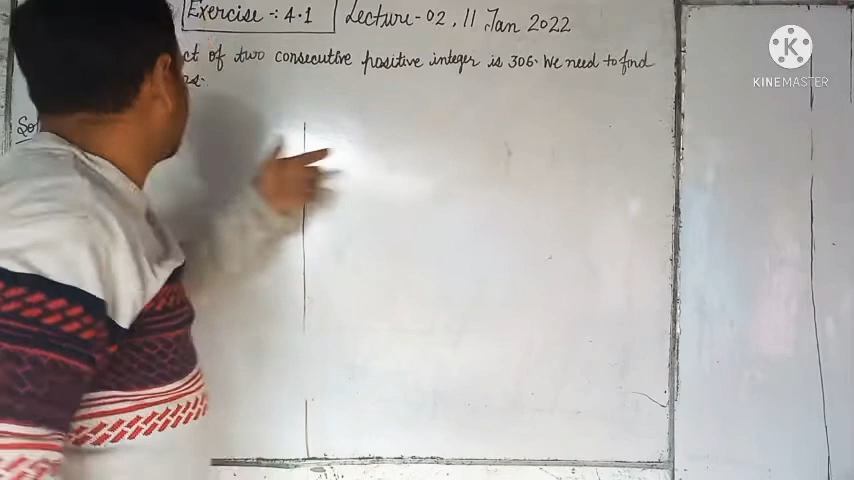 Exercise -: 4.1 Lecture-02, 11 Jan 2022
ct of two consecutive positive integer is 306. We need to find
rs.
Sol
K
KINEMASTER